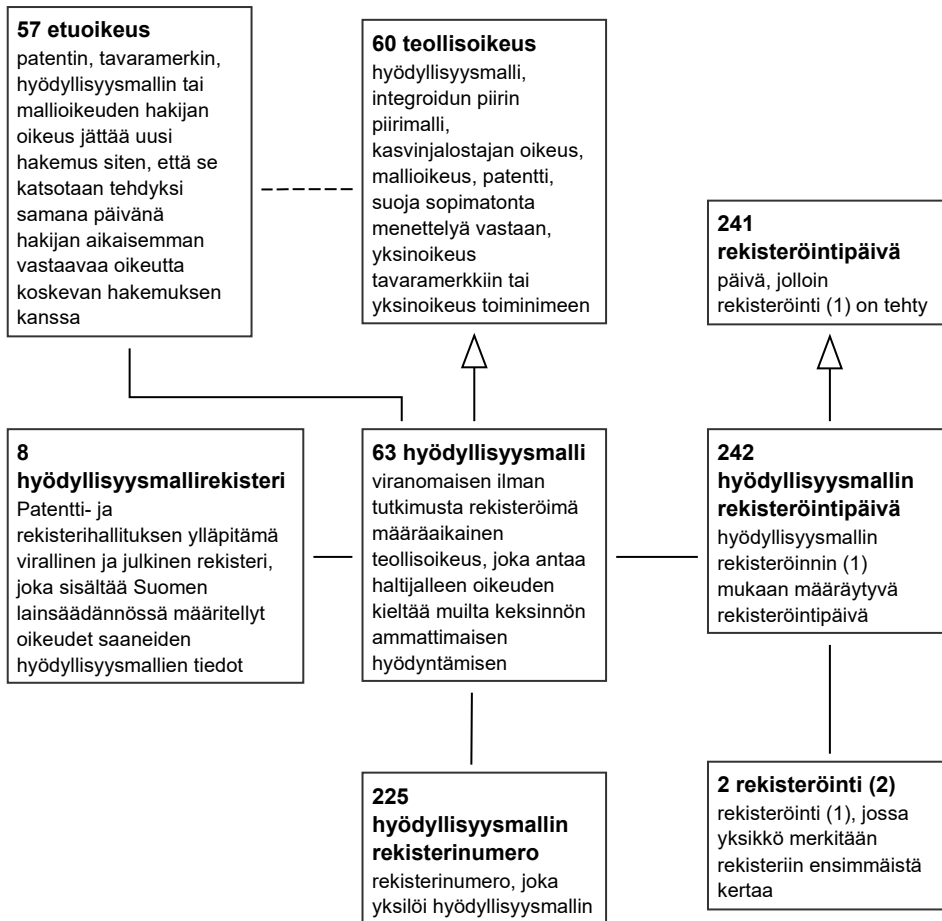 57 etuoikeus
patentin, tavaramerkin,
hyödyllisyysmallin tai
mallioikeuden hakijan
oikeus jättää uusi
hakemus siten, että se
katsotaan tehdyksi
samana päivänä
hakijan aikaisemman
vastaavaa oikeutta
koskevan hakemuksen
kanssa
60 teollisoikeus
hyödyllisyysmalli,
integroidun piirin
piirimalli,
kasvinjalostajan oikeus,
mallioikeus, patentti,
suoja sopimatonta
menettelyä vastaan,
yksinoikeus
tavaramerkkiin tai
yksinoikeus toiminimeen
241
rekisteröintipäivä
päivä, jolloin
rekisteröinti (1) on tehty
8
hyödyllisyysmallirekisteri
Patentti- ja
rekisterihallituksen ylläpitämä
virallinen ja julkinen rekisteri,
joka sisältää Suomen
lainsäädännössä määritellyt
oikeudet saaneiden
hyödyllisyysmallien tiedot
63 hyödyllisyysmalli
viranomaisen ilman
tutkimusta rekisteröimä
määräaikainen
teollisoikeus, joka antaa
haltijalleen oikeuden
kieltää muilta keksinnön
ammattimaisen
hyödyntämisen
242
hyödyllisyysmallin
rekisteröintipäivä
hyödyllisyysmallin
rekisteröinnin (1)
mukaan määräytyvä
rekisteröintipäivä
225
hyödyllisyysmallin
rekisterinumero
rekisterinumero, joka
yksilöi hyödyllisyysmallin
2 rekisteröinti (2)
rekisteröinti (1), jossa
yksikkö merkitään
rekisteriin ensimmäistä
kertaa